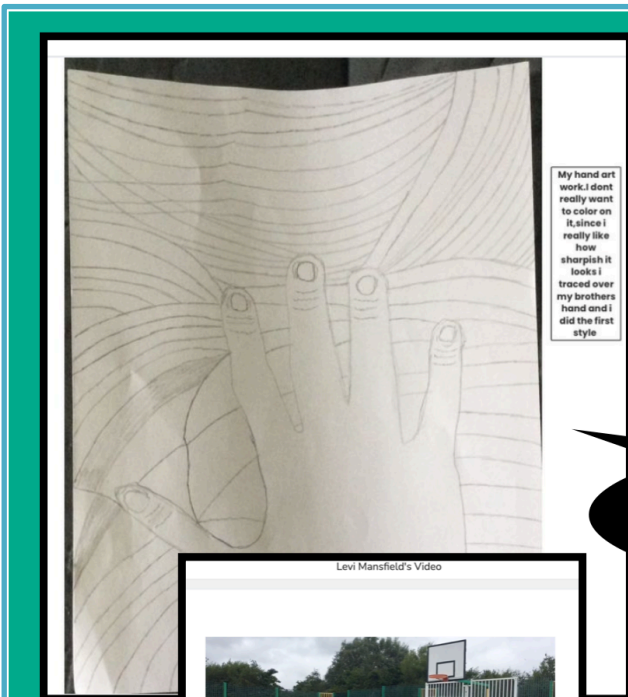 My hand art
work.I dont
really want
to color on
it,since i
really like
how
sharpish it
looks i
traced over
my brothers
hand and i
did the first
style
Levi Mansfield's Video